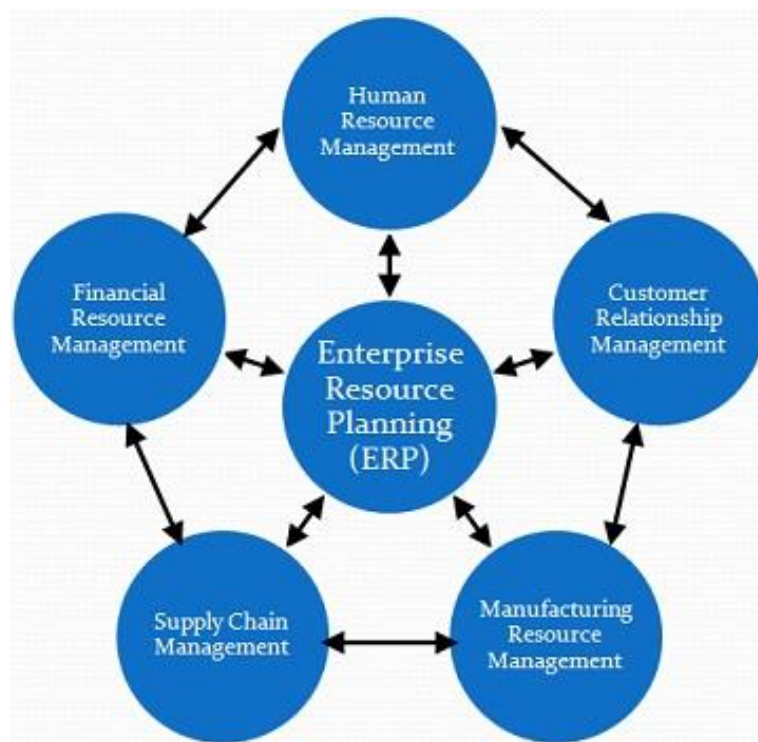 Human
Resource
Management
Financial
Resource
Management
Customer
Relationship
Management
Enterprise
Resource
Planning
(ERP)
Supply Chain
Management
Manufacturing
Resource
Management